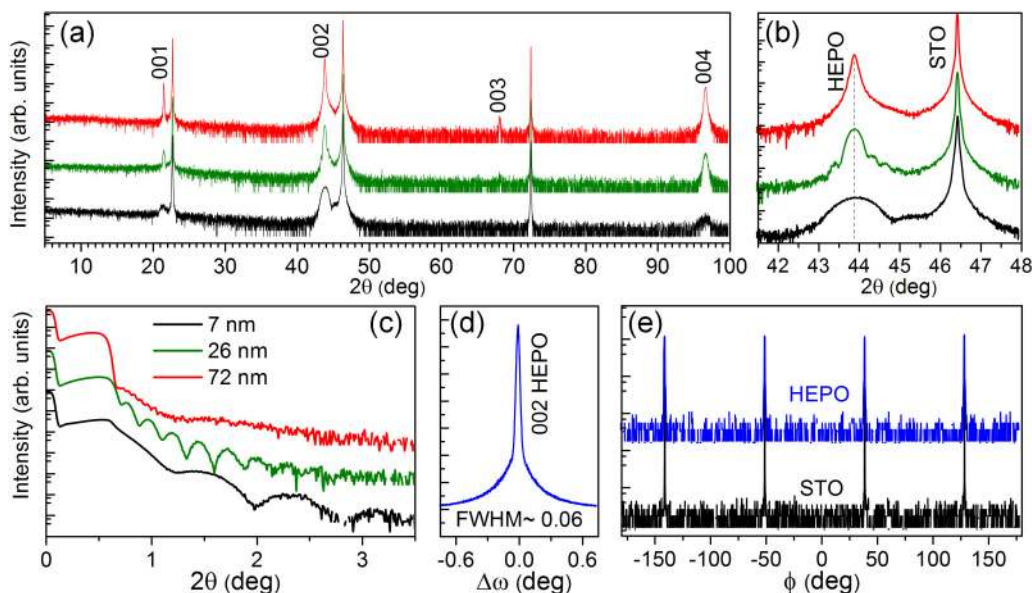 (a)
001
002
003
004
Intensity (arb. units)
10 20 30 40 50 60 70 80 90 100
2θ (deg)
(b)
HEPO
STO
42 43 44 45 46 47 48
2θ (deg)
(c)
7 nm
26 nm
72 nm
Intensity (arb. units)
0 1 2 3
2θ (deg)
(d)
002 HEPO
FWHM~ 0.06
-0.6 0.0 0.6
Δω (deg)
(e)
HEPO
STO
-150 -100 -50 0 50 100 150
ϕ (deg)